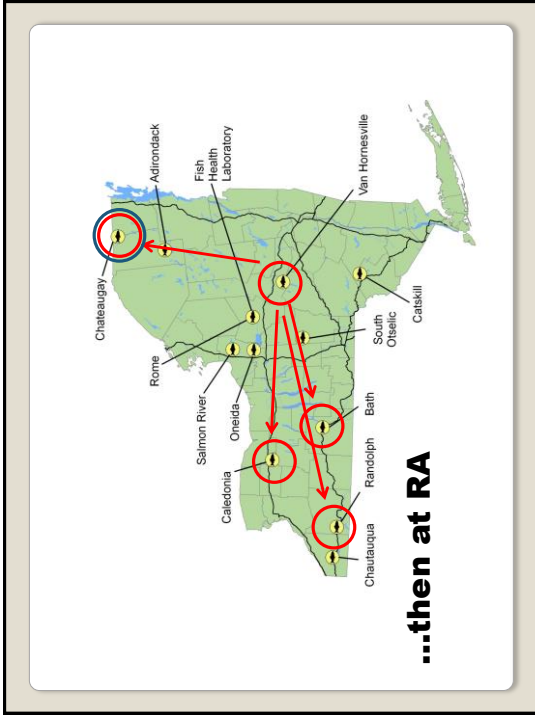 Chateaugay
Adirondack
Fish
Health
Laboratory
Van Hornesville
Rome
Salmon River
Oneida
Caledonia
South
Otselic
Catskill
Bath
Randolph
Chautauqua
...then at RA